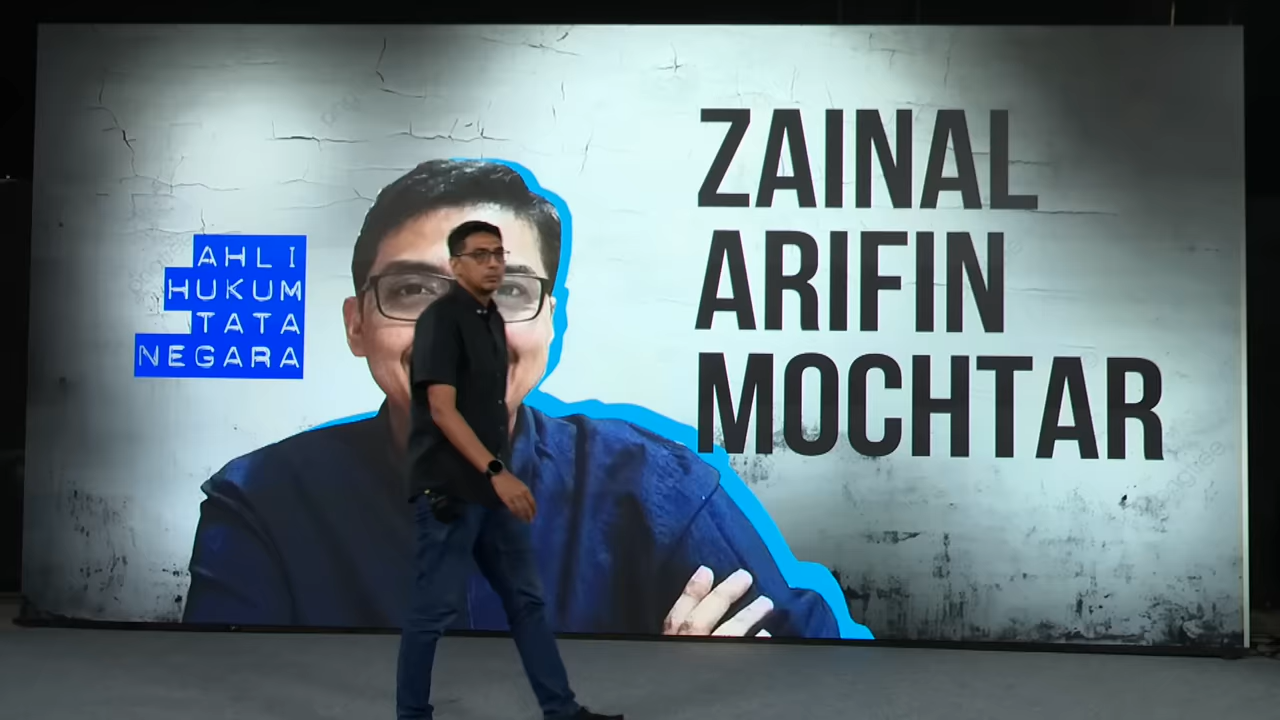 AHLI
HUKUM
TATA
NEGARA
ZAINAL
ARIFIN
MOCHTAR